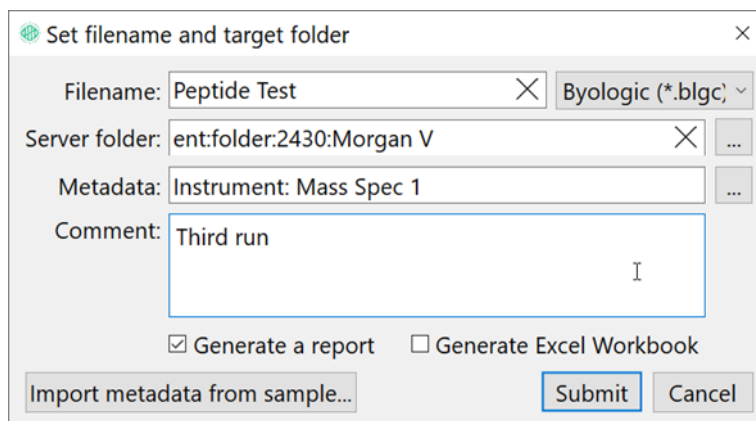 Set filename and target folder
Filename: Peptide Test Byologic (*.blgc)
Server folder: ent:folder:2430:Morgan V ...
Metadata: Instrument: Mass Spec 1 ...
Comment: Third run
Generate a report Generate Excel Workbook
Import metadata from sample... Submit Cancel